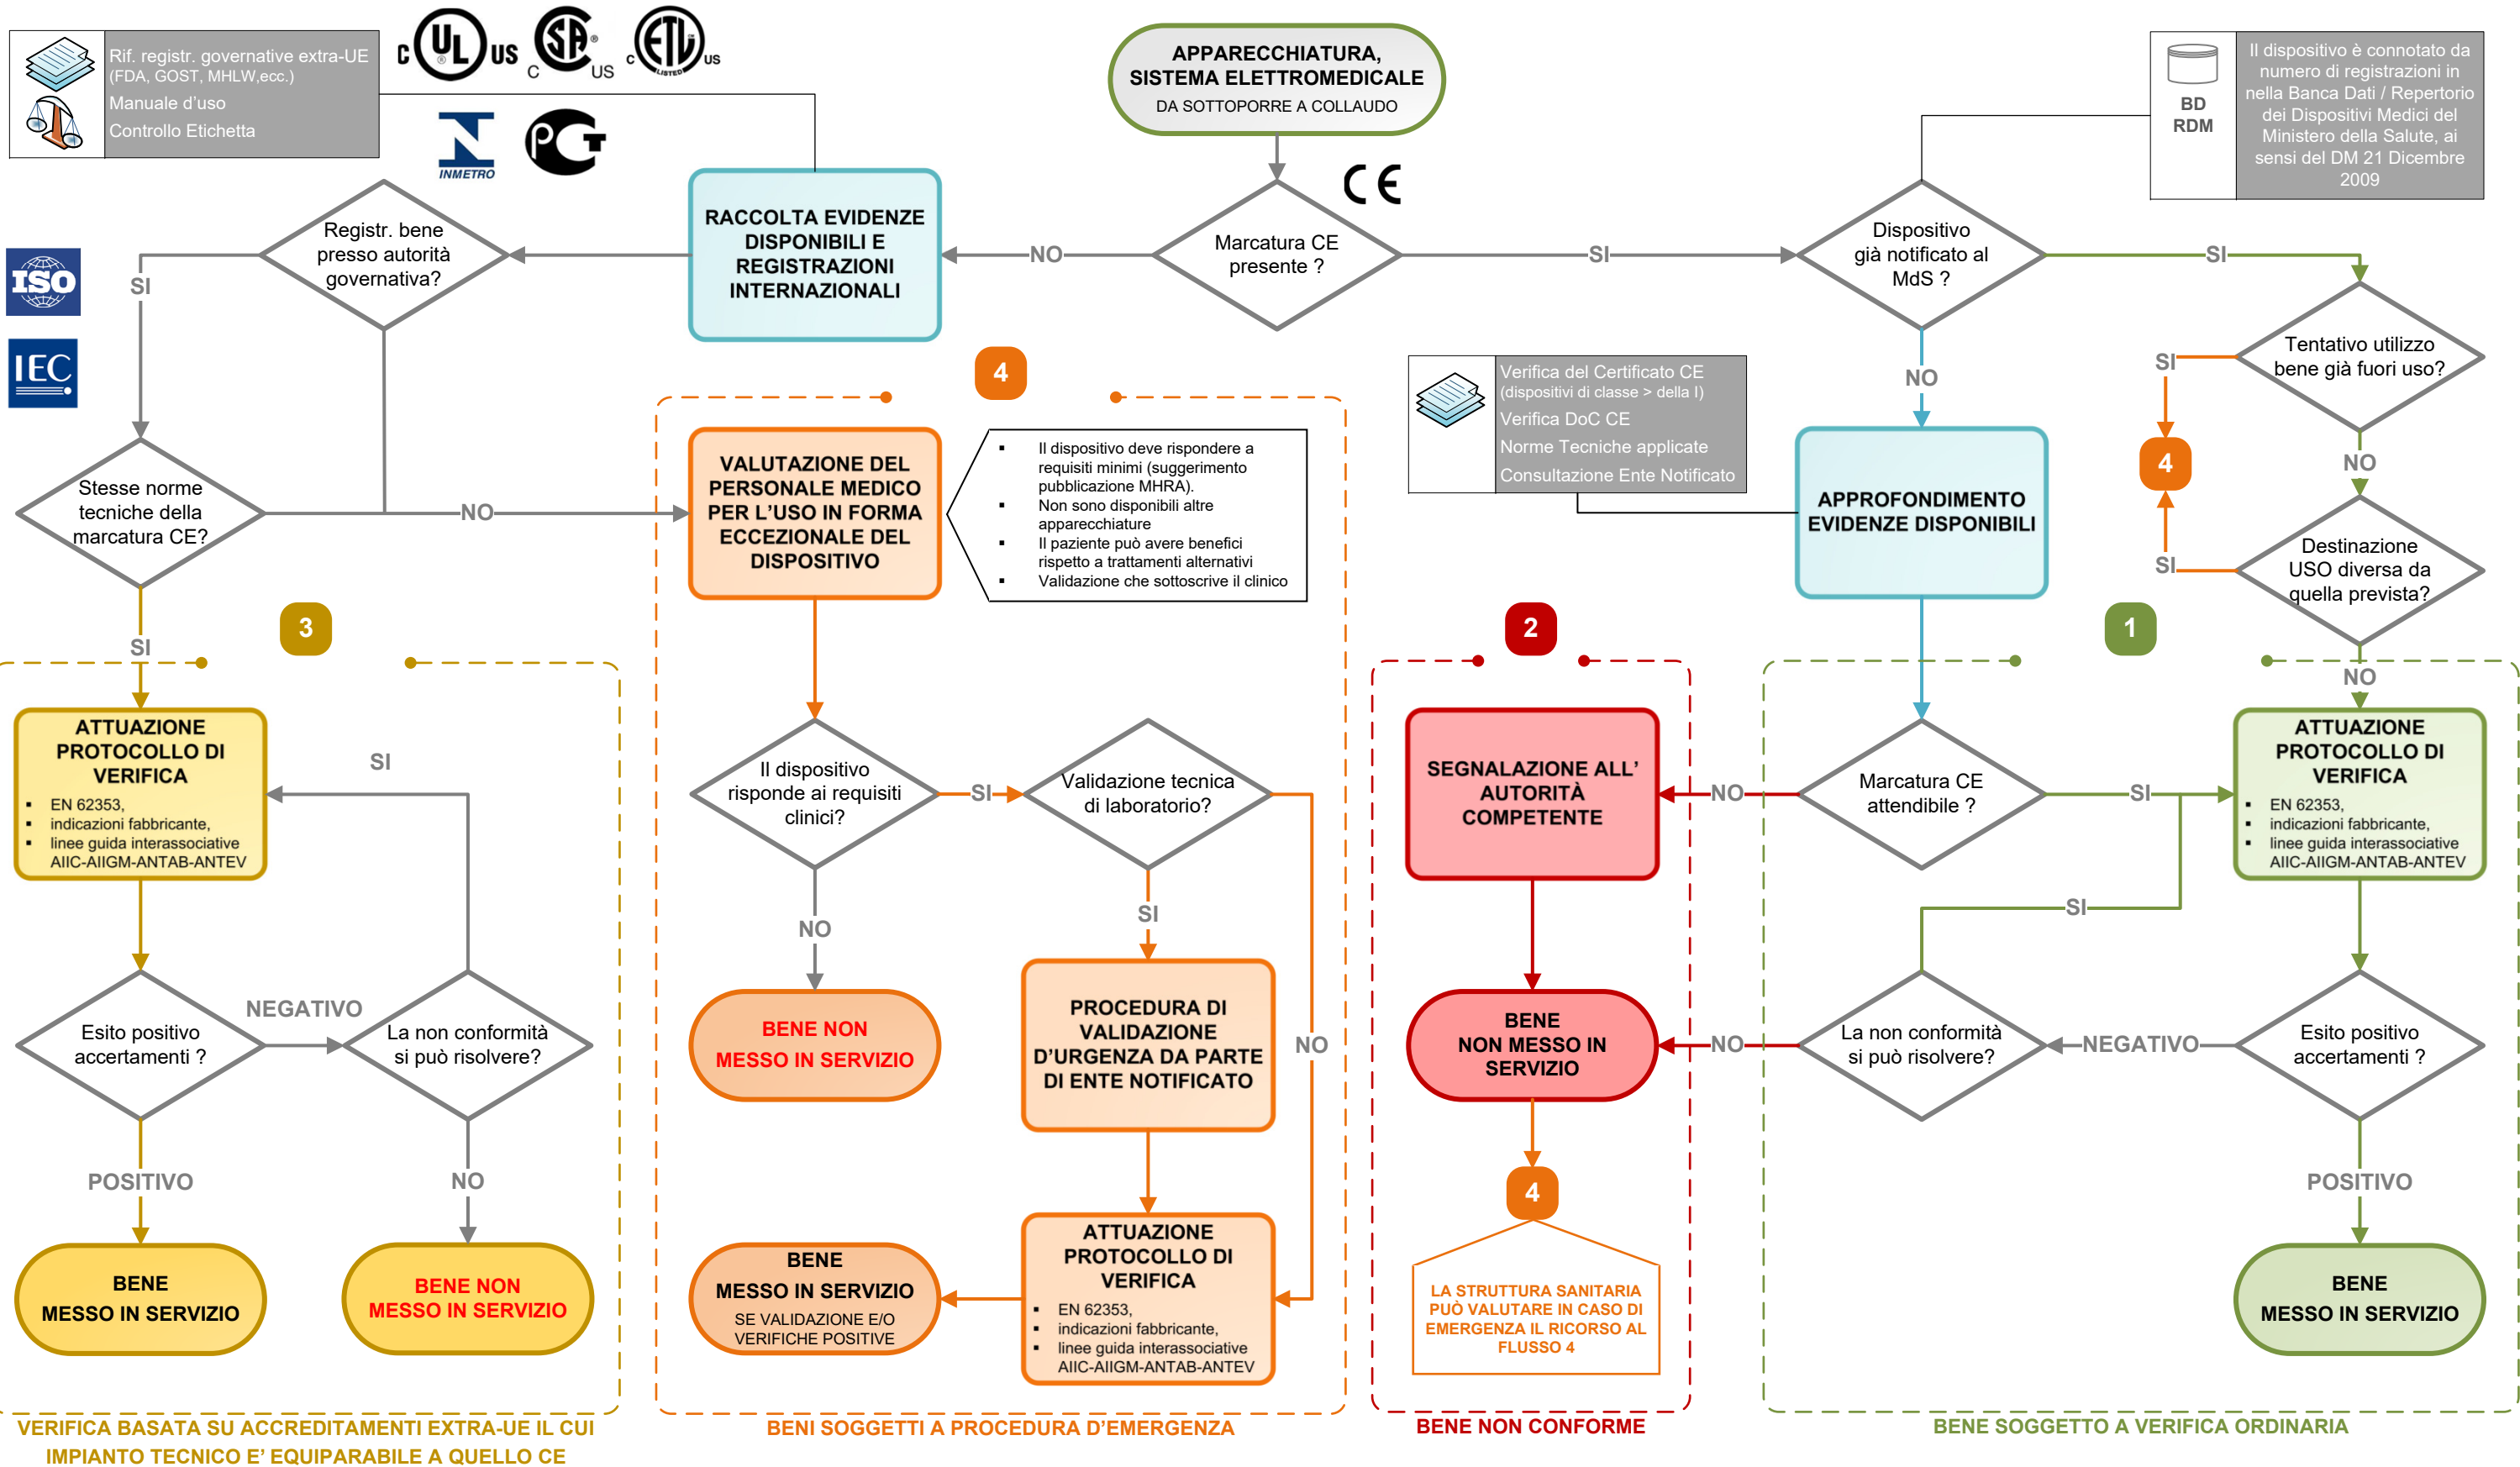 Rif. registr. governative extra-UE
(FDA, GOST, MHLW,ecc.)
Manuale d'uso
Controllo Etichetta
C UL ® US
CSA ® C US
C ETL LISTED US
INMETRO
РСТ
APPARECCHIATURA,
SISTEMA ELETTROMEDICALE
DA SOTTOPORRE A COLLAUDO
CE
BD
RDM
Il dispositivo è connotato da
numero di registrazioni in
nella Banca Dati / Repertorio
dei Dispositivi Medici del
Ministero della Salute, ai
sensi del DM 21 Dicembre
2009
ISO
IEC
Registr. bene
presso autorità
governativa?
SI
RACCOLTA EVIDENZE
DISPONIBILI E
REGISTRAZIONI
INTERNAZIONALI
NO
Marcatura CE
presente ?
SI
Dispositivo
già notificato al
MdS ?
SI
NO
Tentativo utilizzo
bene già fuori uso?
SI
4
NO
SI
Destinazione
USO diversa da
quella prevista?
NO
Verifica del Certificato CE
(dispositivi di classe > della I)
Verifica DoC CE
Norme Tecniche applicate
Consultazione Ente Notificato
APPROFONDIMENTO
EVIDENZE DISPONIBILI
Stesse norme
tecniche della
marcatura CE?
NO
SI
4
VALUTAZIONE DEL
PERSONALE MEDICO
PER L'USO IN FORMA
ECCEZIONALE DEL
DISPOSITIVO
▪ Il dispositivo deve rispondere a
requisiti minimi (suggerimento
pubblicazione MHRA).
▪ Non sono disponibili altre
apparecchiature
▪ Il paziente può avere benefici
rispetto a trattamenti alternativi
▪ Validazione che sottoscrive il clinico
3
ATTUAZIONE
PROTOCOLLO DI
VERIFICA
▪ EN 62353,
▪ indicazioni fabbricante,
▪ linee guida interassociative
AIIC-AIIGM-ANTAB-ANTEV
SI
Esito positivo
accertamenti ?
NEGATIVO
La non conformità
si può risolvere?
POSITIVO
NO
BENE
MESSO IN SERVIZIO
BENE NON
MESSO IN SERVIZIO
VERIFICA BASATA SU ACCREDITAMENTI EXTRA-UE IL CUI
IMPIANTO TECNICO E' EQUIPARABILE A QUELLO CE
Il dispositivo
risponde ai requisiti
clinici?
SI
Validazione tecnica
di laboratorio?
NO
SI
NO
BENE NON
MESSO IN SERVIZIO
PROCEDURA DI
VALIDAZIONE
D'URGENZA DA PARTE
DI ENTE NOTIFICATO
BENE
MESSO IN SERVIZIO
SE VALIDAZIONE E/O
VERIFICHE POSITIVE
ATTUAZIONE
PROTOCOLLO DI
VERIFICA
▪ EN 62353,
▪ indicazioni fabbricante,
▪ linee guida interassociative
AIIC-AIIGM-ANTAB-ANTEV
BENI SOGGETTI A PROCEDURA D'EMERGENZA
2
SEGNALAZIONE ALL'
AUTORITÀ
COMPETENTE
NO
BENE
NON MESSO IN
SERVIZIO
NO
4
LA STRUTTURA SANITARIA
PUÒ VALUTARE IN CASO DI
EMERGENZA IL RICORSO AL
FLUSSO 4
BENE NON CONFORME
1
Marcatura CE
attendibile ?
SI
ATTUAZIONE
PROTOCOLLO DI
VERIFICA
▪ EN 62353,
▪ indicazioni fabbricante,
▪ linee guida interassociative
AIIC-AIIGM-ANTAB-ANTEV
SI
La non conformità
si può risolvere?
NEGATIVO
Esito positivo
accertamenti ?
POSITIVO
BENE
MESSO IN SERVIZIO
BENE SOGGETTO A VERIFICA ORDINARIA